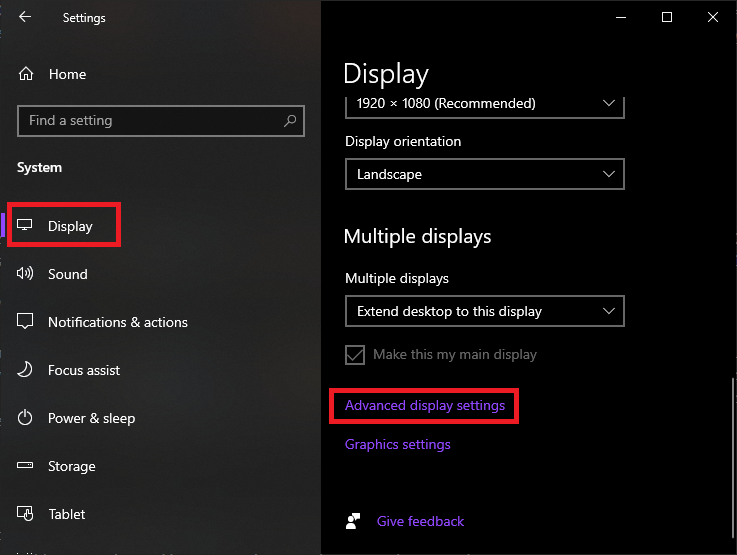 Settings
Home
Find a setting
System
Display
Sound
Notifications & actions
Focus assist
Power & sleep
Storage
Tablet
Display
1920 × 1080 (Recommended)
Display orientation
Landscape
Multiple displays
Multiple displays
Extend desktop to this display
Make this my main display
Advanced display settings
Graphics settings
Give feedback